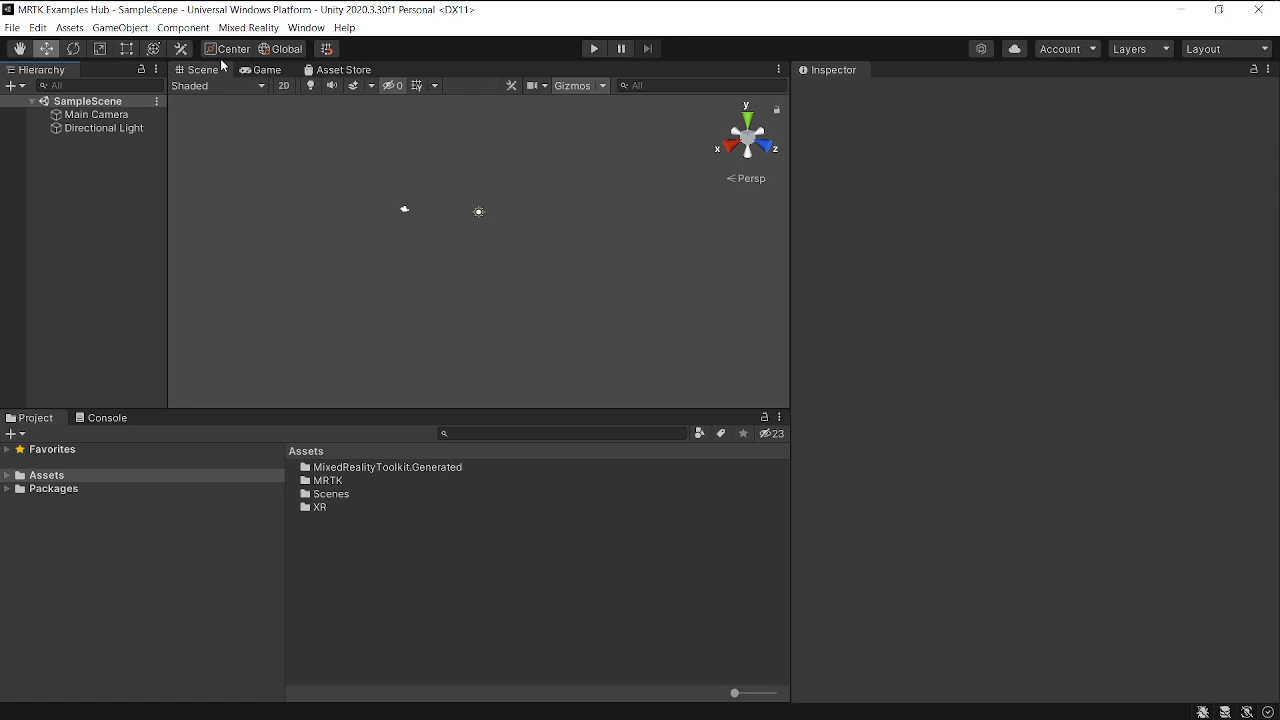 MRTK Examples Hub - SampleScene - Universal Windows Platform - Unity 2020.3.30f1 Personal <DX11>
File Edit Assets GameObject Component Mixed Reality Window Help
Center Global Account Layers Layout
Hierarchy Scene Game Asset Store Inspector
All Shaded 2D 0 Gizmos All
SampleScene
Main Camera
Directional Light
y
x z
Persp
Project Console
23
Favorites
Assets
Packages
Assets
MixedRealityToolkit.Generated
MRTK
Scenes
XR